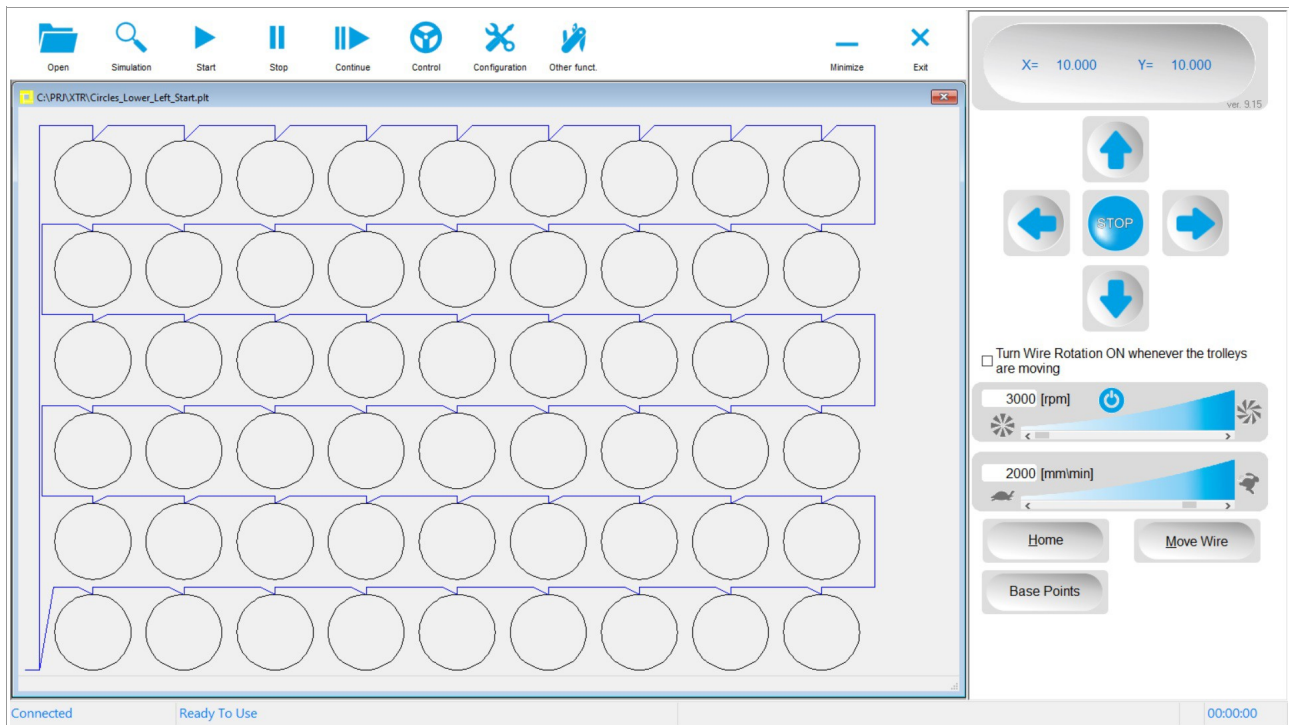 Open
Simulation
Start
Stop
Continue
Control
Configuration
Other funct.
Minimize
Exit
C:\PRJ\XTR\Circles_Lower_Left_Start.plt
X= 10.000 Y= 10.000
ver. 9.15
STOP
Turn Wire Rotation ON whenever the trolleys
are moving
3000 [rpm]
2000 [mm\min]
Home
Move Wire
Base Points
Connected
Ready To Use
00:00:00